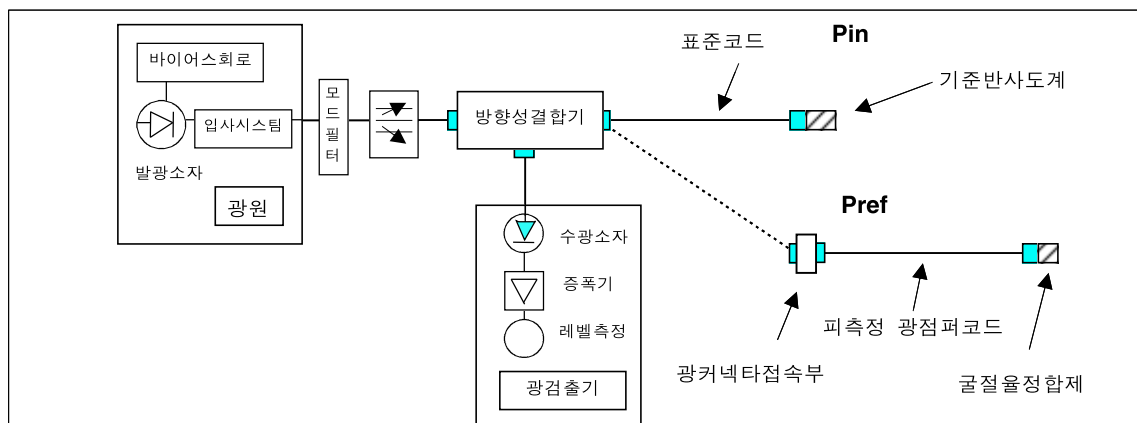 바이어스회로
입사시스팀
발광소자
광원
모드필터
방향성결합기
표준코드
Pin
기준반사도계
Pref
수광소자
증폭기
레벨측정
광검출기
광커넥타접속부
피측정 광점퍼코드
굴절율정합제